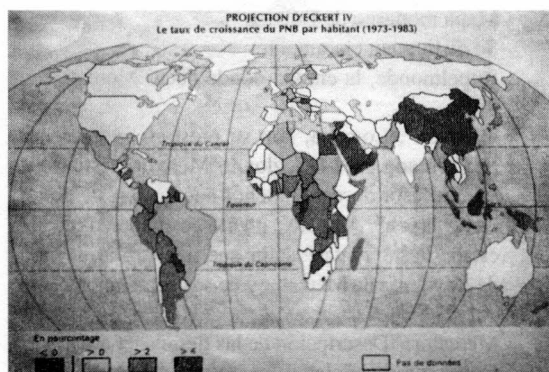 PROJECTION D'ECKERT IV
Le taux de croissance du PNB par habitant (1973-1983)
Tropique du Cancer
Équateur
Tropique du Capricorne
En pourcentage
< 0 > 0 > 2 > 4
Pas de données